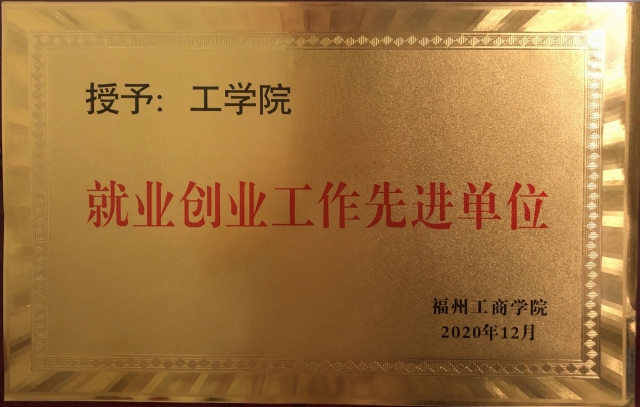 授予： 工学院
就业创业工作先进单位
福州工商学院
2020年12月